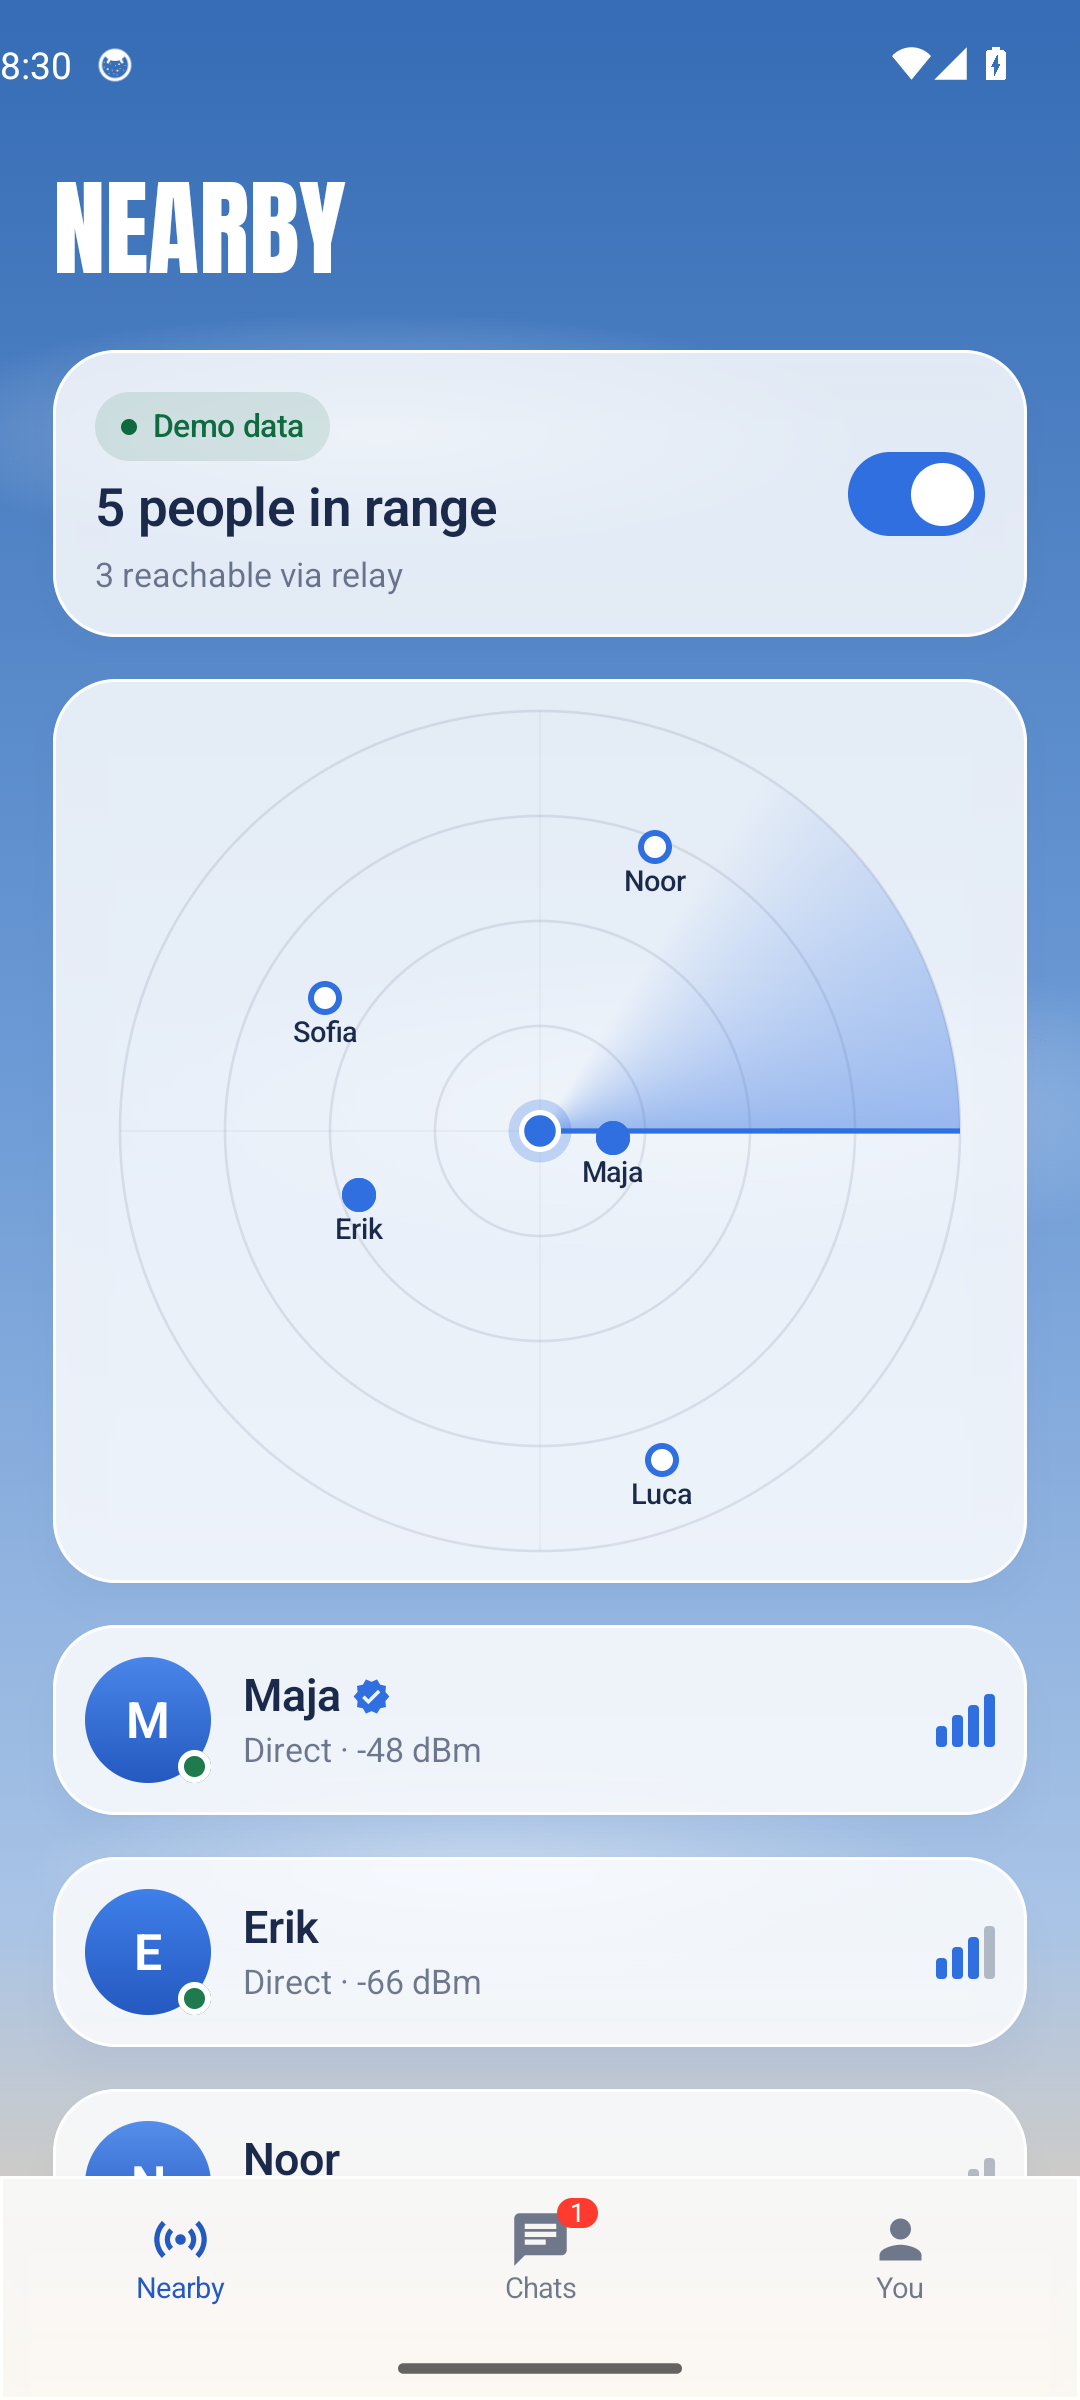 8:30
NEARBY
Demo data
5 people in range
3 reachable via relay
Noor
Sofia
Maja
Erik
Luca
M
Maja
Direct · -48 dBm
E
Erik
Direct · -66 dBm
N
Noor
1
Nearby
Chats
You